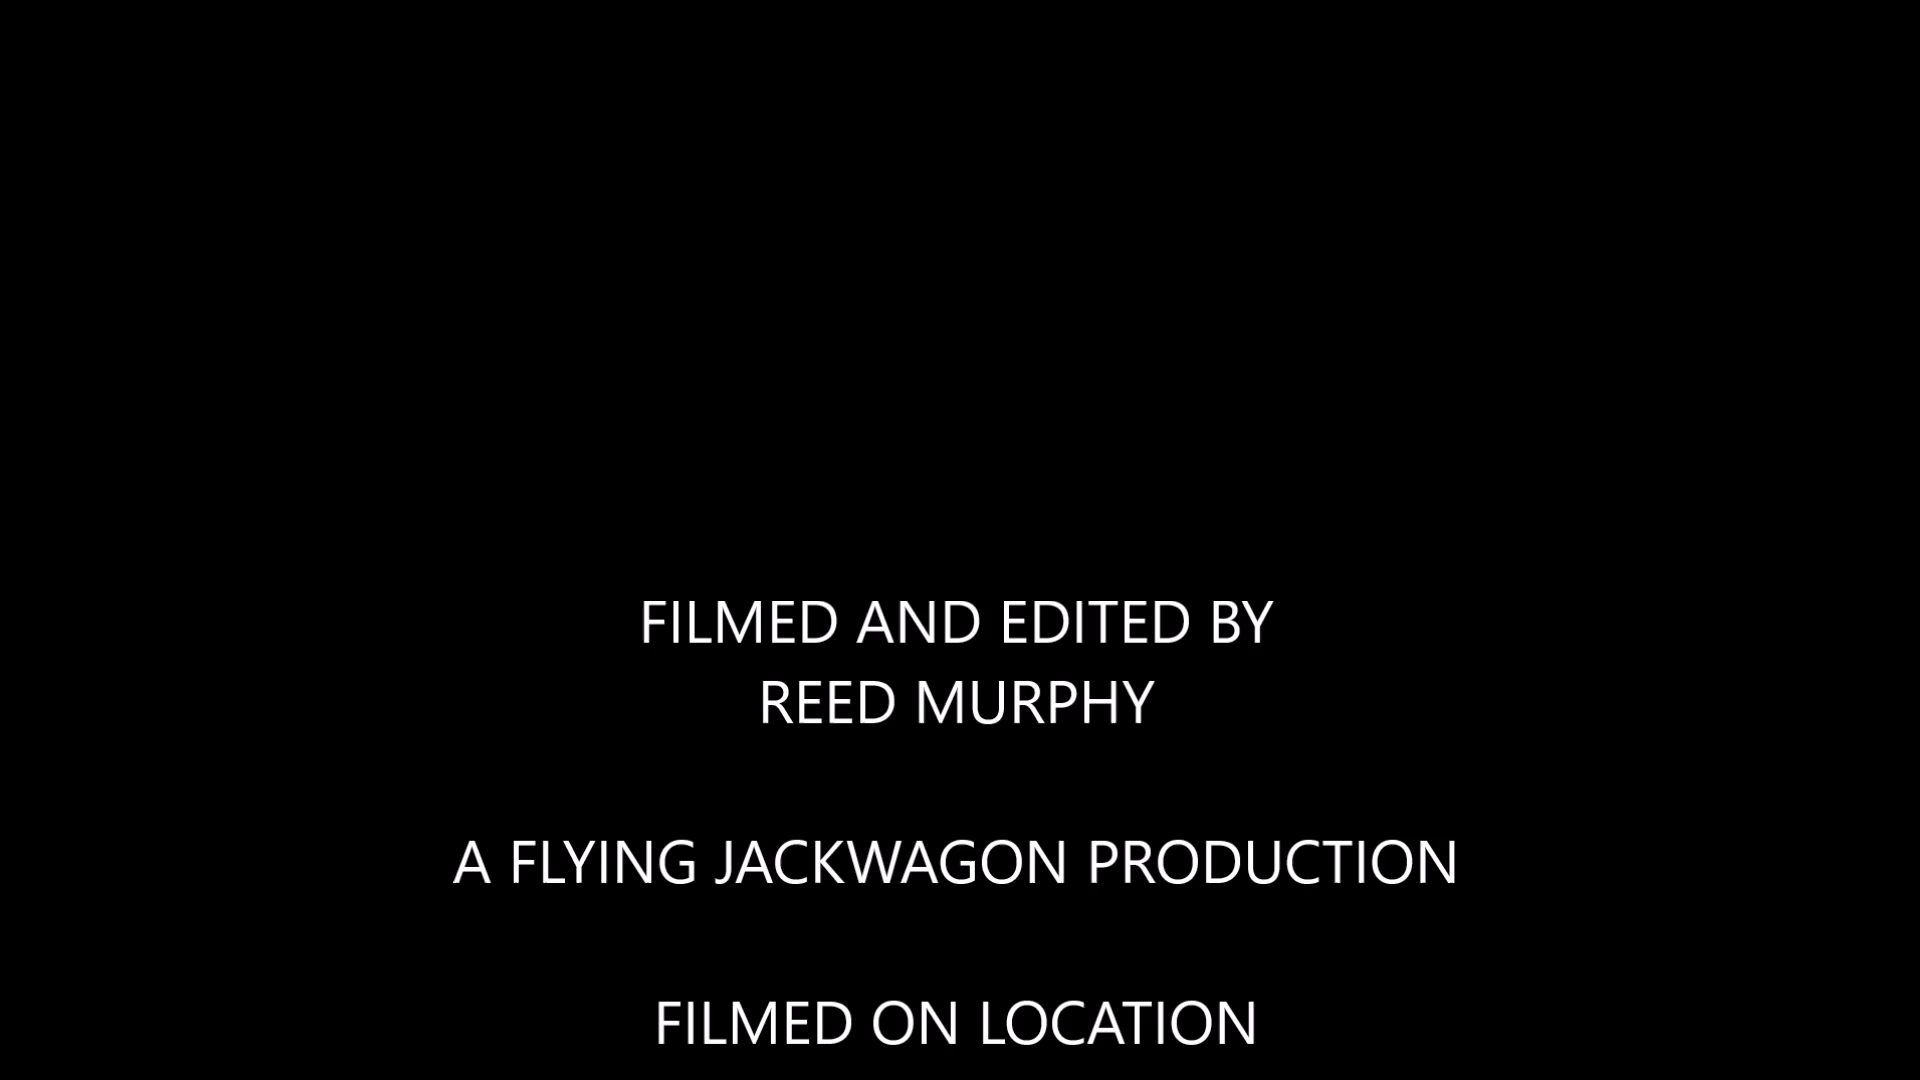 FILMED AND EDITED BY
REED MURPHY
A FLYING JACKWAGON PRODUCTION
FILMED ON LOCATION